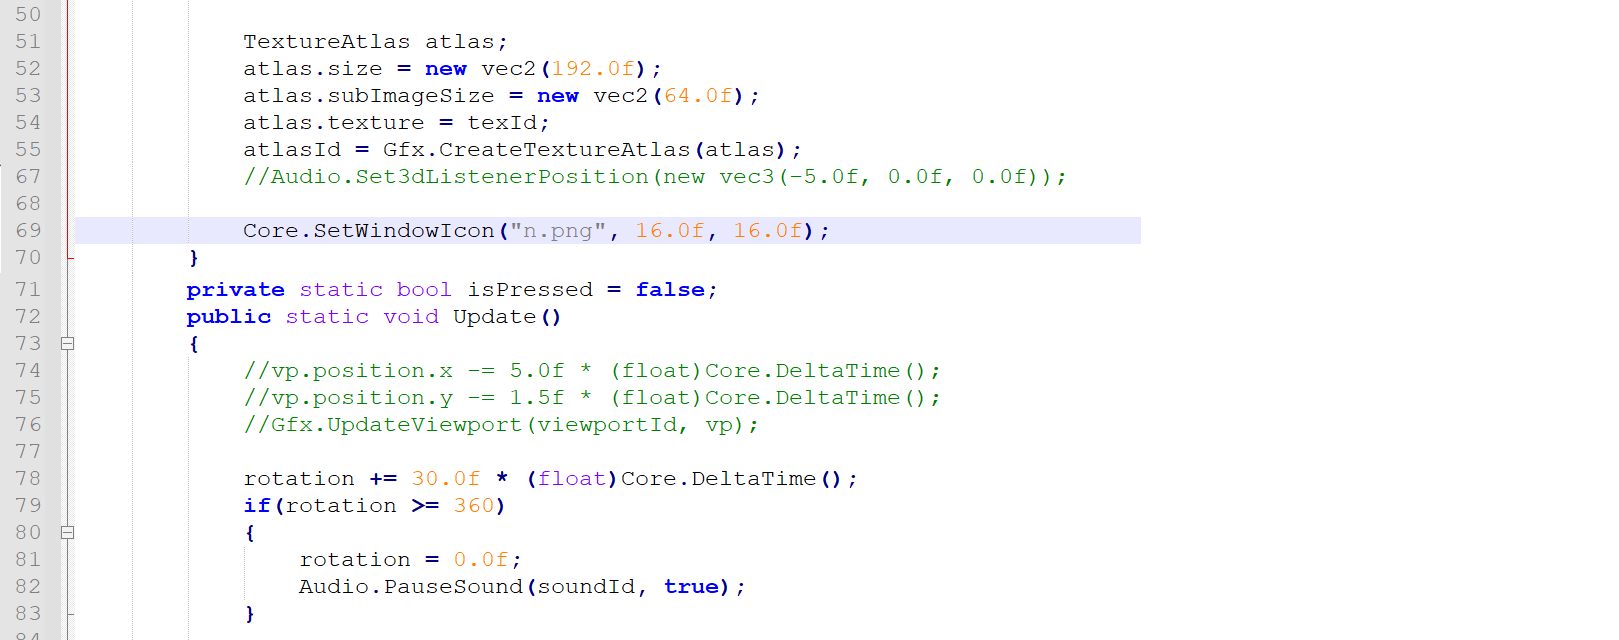 50
51 TextureAtlas atlas;
52 atlas.size = new vec2(192.0f);
53 atlas.subImageSize = new vec2(64.0f);
54 atlas.texture = texId;
55 atlasId = Gfx.CreateTextureAtlas(atlas);
67 //Audio.Set3dListenerPosition(new vec3(-5.0f, 0.0f, 0.0f));
68
69 Core.SetWindowIcon("n.png", 16.0f, 16.0f);
70 }
71 private static bool isPressed = false;
72 public static void Update()
73 {
74 //vp.position.x -= 5.0f * (float)Core.DeltaTime();
75 //vp.position.y -= 1.5f * (float)Core.DeltaTime();
76 //Gfx.UpdateViewport(viewportId, vp);
77
78 rotation += 30.0f * (float)Core.DeltaTime();
79 if(rotation >= 360)
80 {
81 rotation = 0.0f;
82 Audio.PauseSound(soundId, true);
83 }